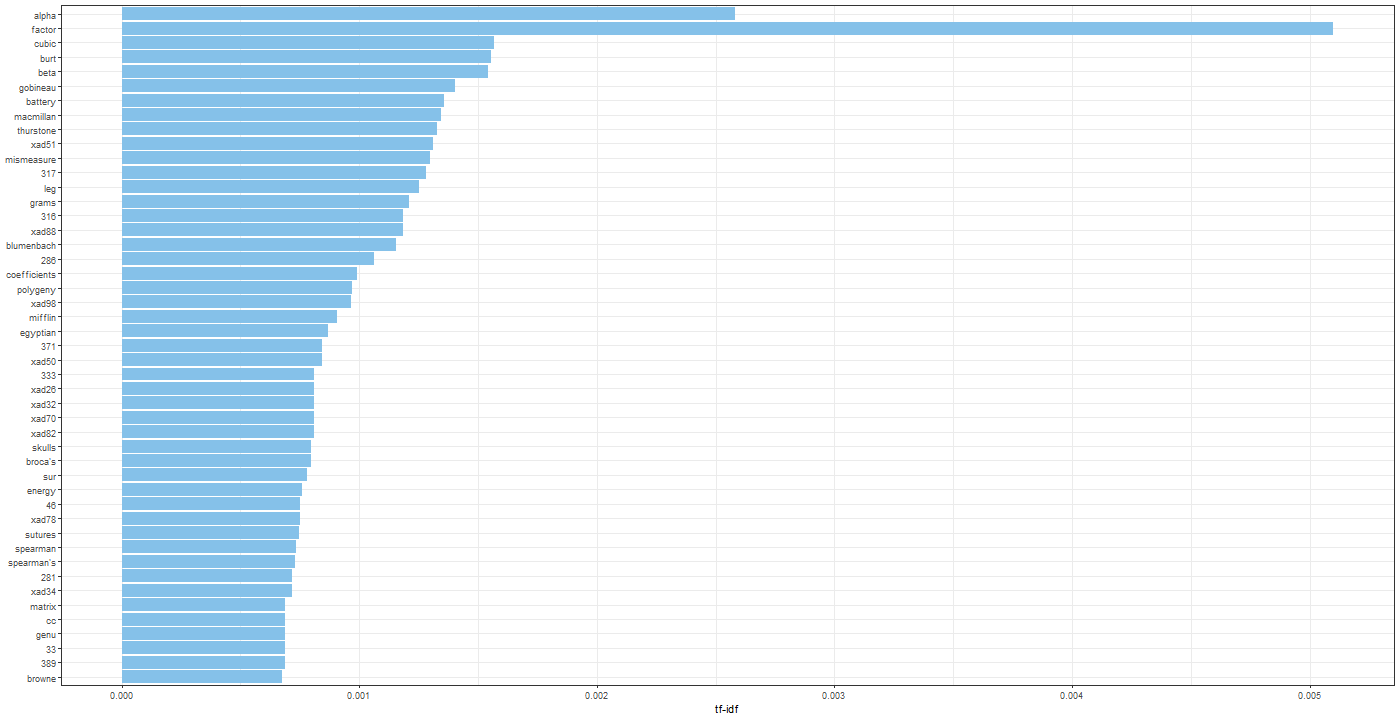 alpha
factor
cubic
burt
beta
gobineau
battery
macmillan
thurstone
xad51
mismeasure
317
leg
grams
316
xad88
blumenbach
286
coefficients
polygeny
xad98
mifflin
egyptian
371
xad50
333
xad26
xad32
xad70
xad82
skulls
broca's
sur
energy
46
xad78
sutures
spearman
spearman's
281
xad34
matrix
cc
genu
33
389
browne
0.000 0.001 0.002 0.003 0.004 0.005
tf-idf